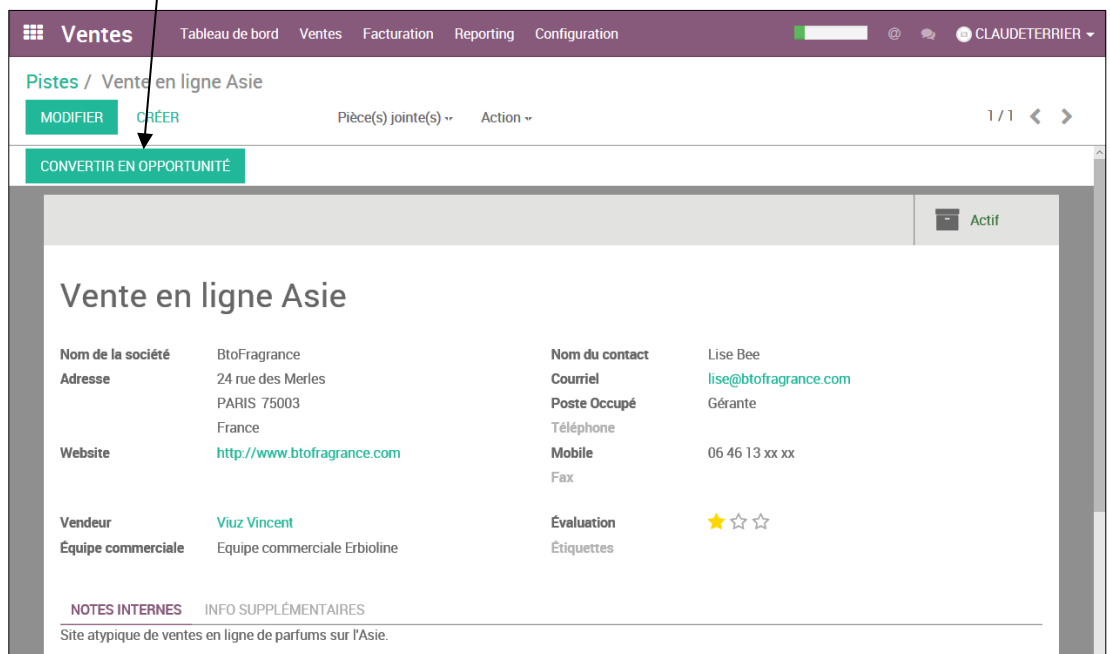 Ventes Tableau de bord Ventes Facturation Reporting Configuration @ CLAUDETERRIER
Pistes / Vente en ligne Asie
MODIFIER CRÉER Pièce(s) jointe(s) Action 1 / 1
CONVERTIR EN OPPORTUNITÉ
Actif
Vente en ligne Asie
Nom de la société BtoFragrance Nom du contact Lise Bee
Adresse 24 rue des Merles Courriel lise@btofragrance.com
PARIS 75003 Poste Occupé Gérante
France Téléphone
Website http://www.btofragrance.com Mobile 06 46 13 xx xx
Fax
Vendeur Viuz Vincent Évaluation
Équipe commerciale Equipe commerciale Erbioline Étiquettes
NOTES INTERNES INFO SUPPLÉMENTAIRES
Site atypique de ventes en ligne de parfums sur l'Asie.